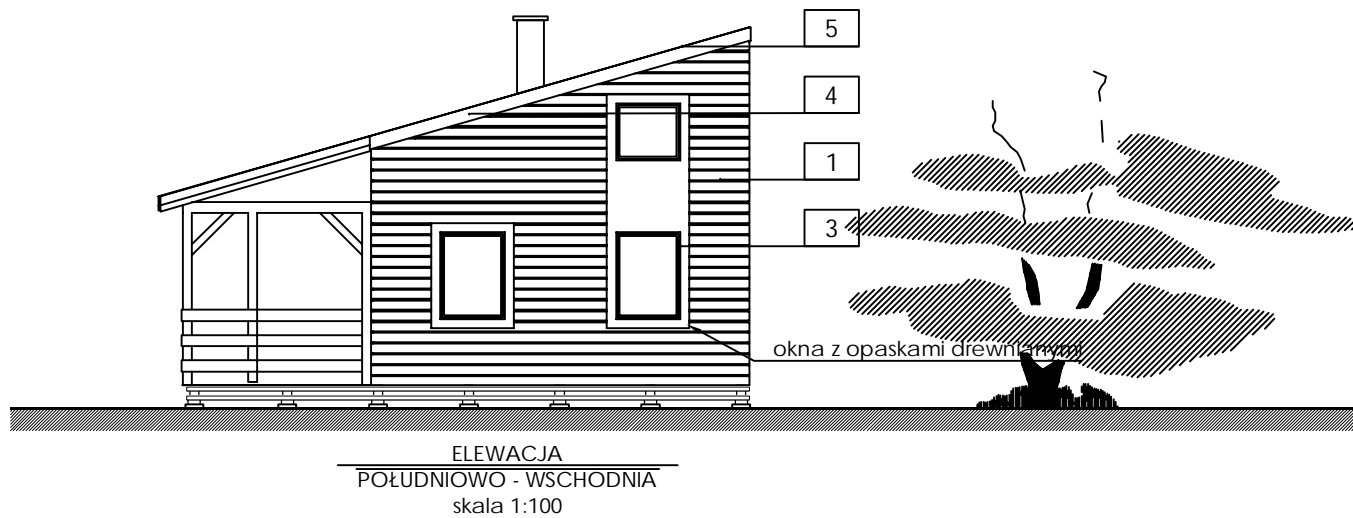 5
4
1
3
okna z opaskami drewnianymi
ELEWACJA
POŁUDNIOWO - WSCHODNIA
skala 1:100